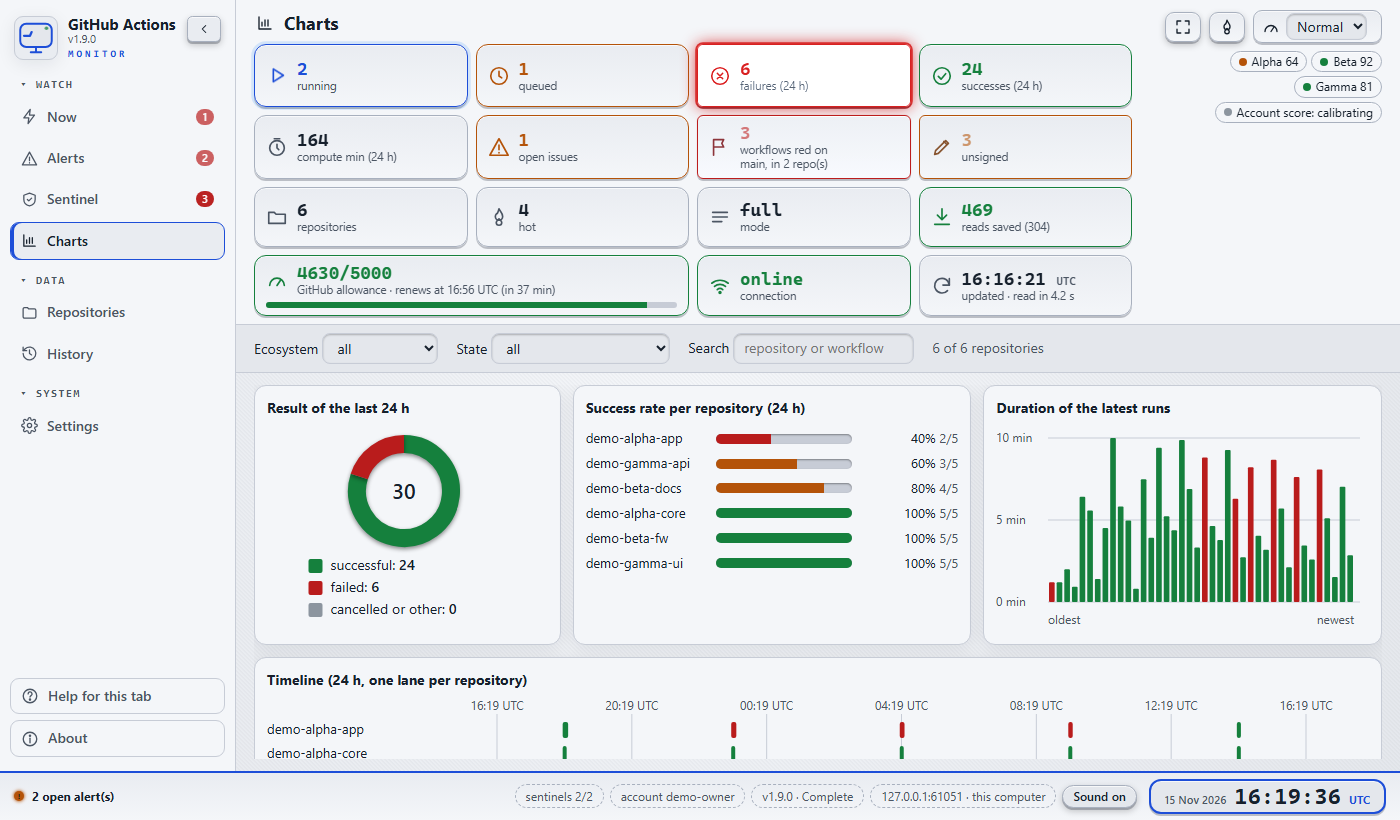 GitHub Actions
v1.9.0
MONITOR
WATCH
Now 1
Alerts 2
Sentinel 3
Charts
DATA
Repositories
History
SYSTEM
Settings
Help for this tab
About
Charts
Normal
Alpha 64
Beta 92
Gamma 81
Account score: calibrating
2
running
1
queued
6
failures (24 h)
24
successes (24 h)
164
compute min (24 h)
1
open issues
3
workflows red on
main, in 2 repo(s)
3
unsigned
6
repositories
4
hot
full
mode
469
reads saved (304)
4630/5000
GitHub allowance · renews at 16:56 UTC (in 37 min)
online
connection
16:16:21 UTC
updated · read in 4.2 s
Ecosystem all State all Search repository or workflow 6 of 6 repositories
Result of the last 24 h
30
successful: 24
failed: 6
cancelled or other: 0
Success rate per repository (24 h)
demo-alpha-app 40% 2/5
demo-gamma-api 60% 3/5
demo-beta-docs 80% 4/5
demo-alpha-core 100% 5/5
demo-beta-fw 100% 5/5
demo-gamma-ui 100% 5/5
Duration of the latest runs
10 min
5 min
0 min
oldest newest
Timeline (24 h, one lane per repository)
16:19 UTC 20:19 UTC 00:19 UTC 04:19 UTC 08:19 UTC 12:19 UTC 16:19 UTC
demo-alpha-app
demo-alpha-core
2 open alert(s)
sentinels 2/2
account demo-owner
v1.9.0 · Complete
127.0.0.1:61051 · this computer
Sound on
15 Nov 2026 16:19:36 UTC